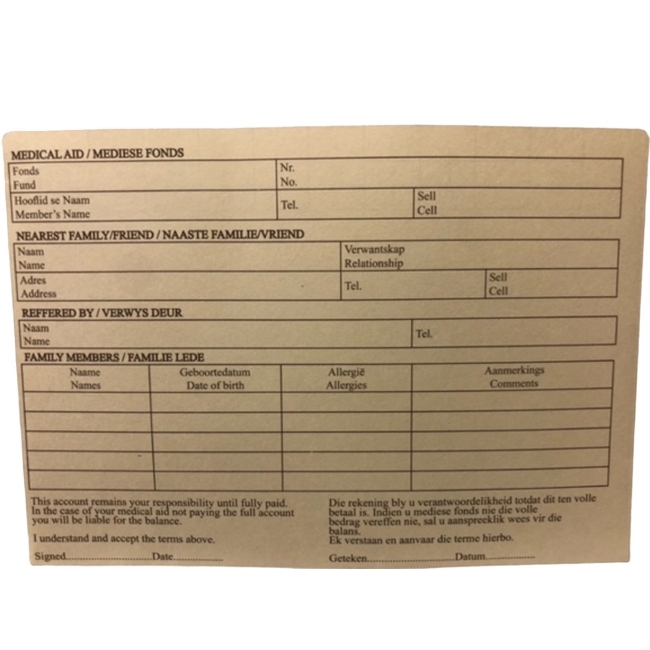 MEDICAL AID / MEDIESE FONDS
Fonds Nr.
Fund No.
Hooflid se Naam Tel. Sell
Member's Name Cell
NEAREST FAMILY/FRIEND / NAASTE FAMILIE/VRIEND
Naam Verwantskap
Name Relationship
Adres Tel. Sell
Address Cell
REFFERED BY / VERWYS DEUR
Naam Tel.
Name
FAMILY MEMBERS / FAMILIE LEDE
Naame Geboortedatum Allergië Aanmerkings
Names Date of birth Allergies Comments
This account remains your responsibility until fully paid.
In the case of your medical aid not paying the full account
you will be liable for the balance.
I understand and accept the terms above.
Signed.......................... Date.................
Die rekening bly u verantwoordelikheid totdat dit ten volle
betaal is. Indien u mediese fonds nie die volle
bedrag vereffen nie, sal u aanspreeklik wees vir die
balans.
Ek verstaan en aanvaar die terme hierbo.
Geteken.......................... Datum.................